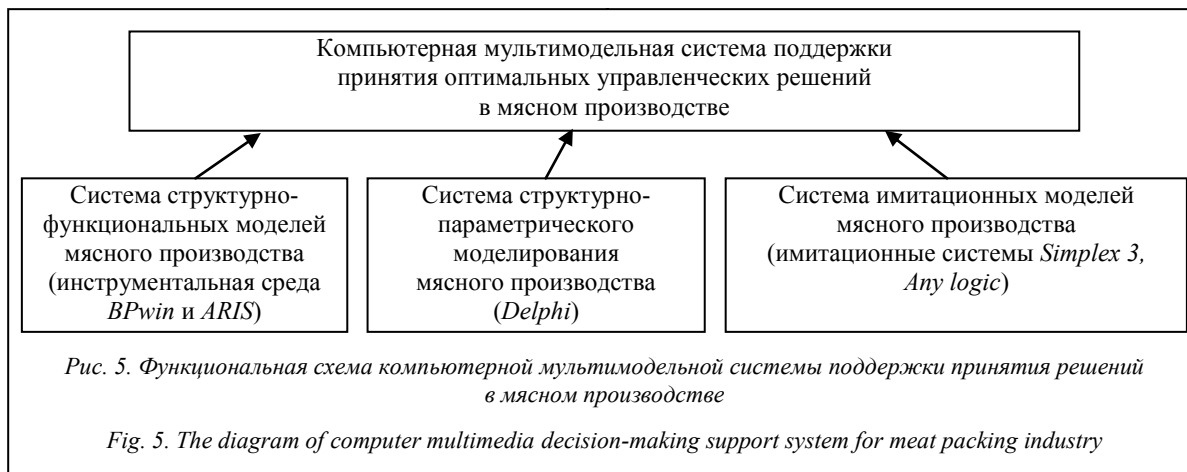 Компьютерная мультимодельная система поддержки
принятия оптимальных управленческих решений
в мясном производстве
Система структурно-
функциональных моделей
мясного производства
(инструментальная среда
BPwin и ARIS)
Система структурно-
параметрического
моделирования
мясного производства
(Delphi)
Система имитационных моделей
мясного производства
(имитационные системы Simplex 3,
Any logic)
Рис. 5. Функциональная схема компьютерной мультимодельной системы поддержки принятия решений
в мясном производстве
Fig. 5. The diagram of computer multimedia decision-making support system for meat packing industry